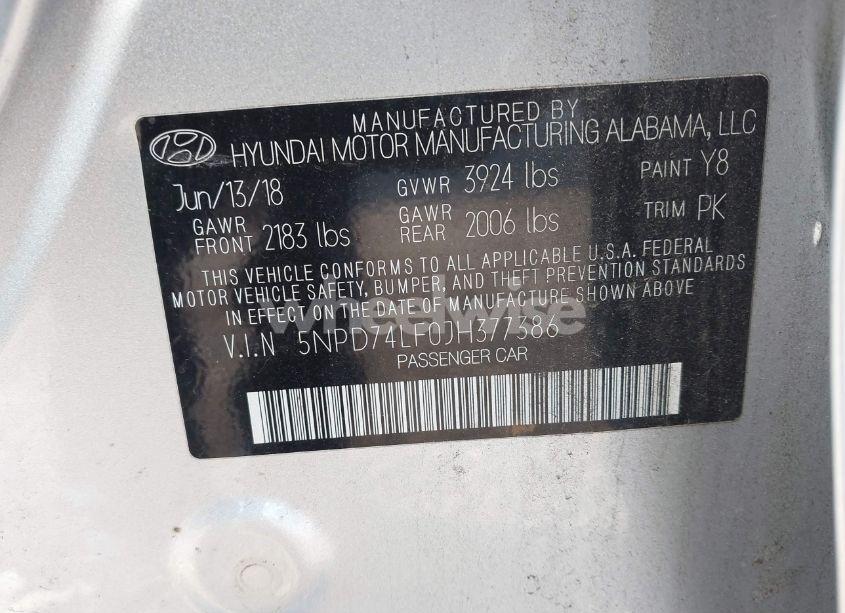 MANUFACTURED BY
HYUNDAI MOTOR MANUFACTURING ALABAMA, LLC
Jun/13/18 GVWR 3924 lbs PAINT Y8
GAWR FRONT 2183 lbs GAWR REAR 2006 lbs TRIM PK
THIS VEHICLE CONFORMS TO ALL APPLICABLE U.S.A. FEDERAL
MOTOR VEHICLE SAFETY, BUMPER, AND THEFT PREVENTION STANDARDS
IN EFFECT ON THE DATE OF MANUFACTURE SHOWN ABOVE
wheelwise
V.I.N 5NPD74LF0JH377386
PASSENGER CAR